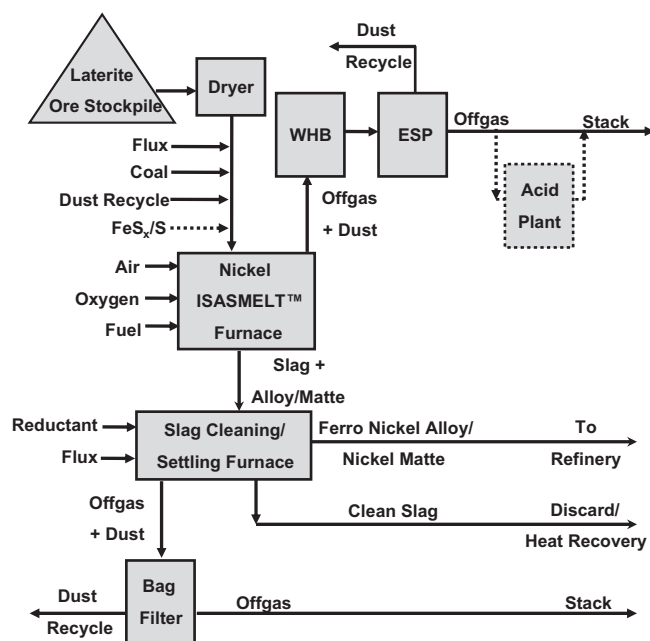 Laterite
Ore Stockpile
Dryer
Dust
Recycle
WHB
ESP
Offgas
Stack
Acid
Plant
Flux
Coal
Dust Recycle
FeSₓ/S
Offgas
+ Dust
Air
Oxygen
Fuel
Nickel
ISASMELT™
Furnace
Slag +
Alloy/Matte
Reductant
Flux
Slag Cleaning/
Settling Furnace
Ferro Nickel Alloy/
Nickel Matte
To
Refinery
Offgas
+ Dust
Clean Slag
Discard/
Heat Recovery
Dust
Recycle
Bag
Filter
Offgas
Stack